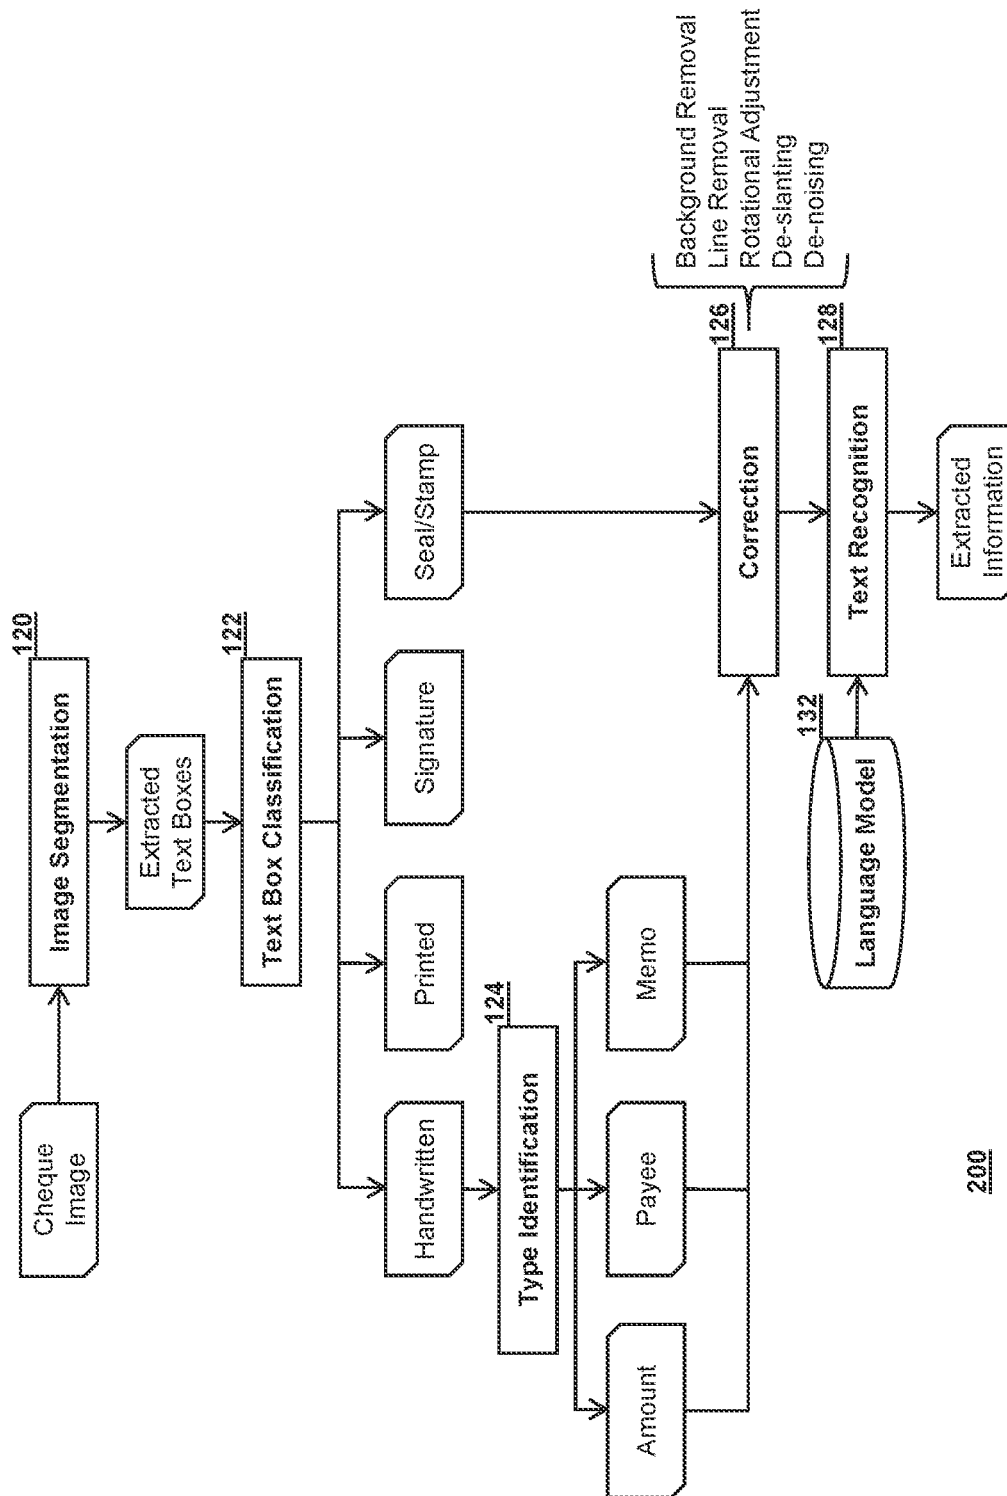 Cheque
Image
120
Image Segmentation
Extracted
Text Boxes
122
Text Box Classification
Handwritten
Printed
Signature
Seal/Stamp
124
Type Identification
Amount
Payee
Memo
126
Correction
Background Removal
Line Removal
Rotational Adjustment
De-slanting
De-noising
132
Language Model
128
Text Recognition
Extracted
Information
200